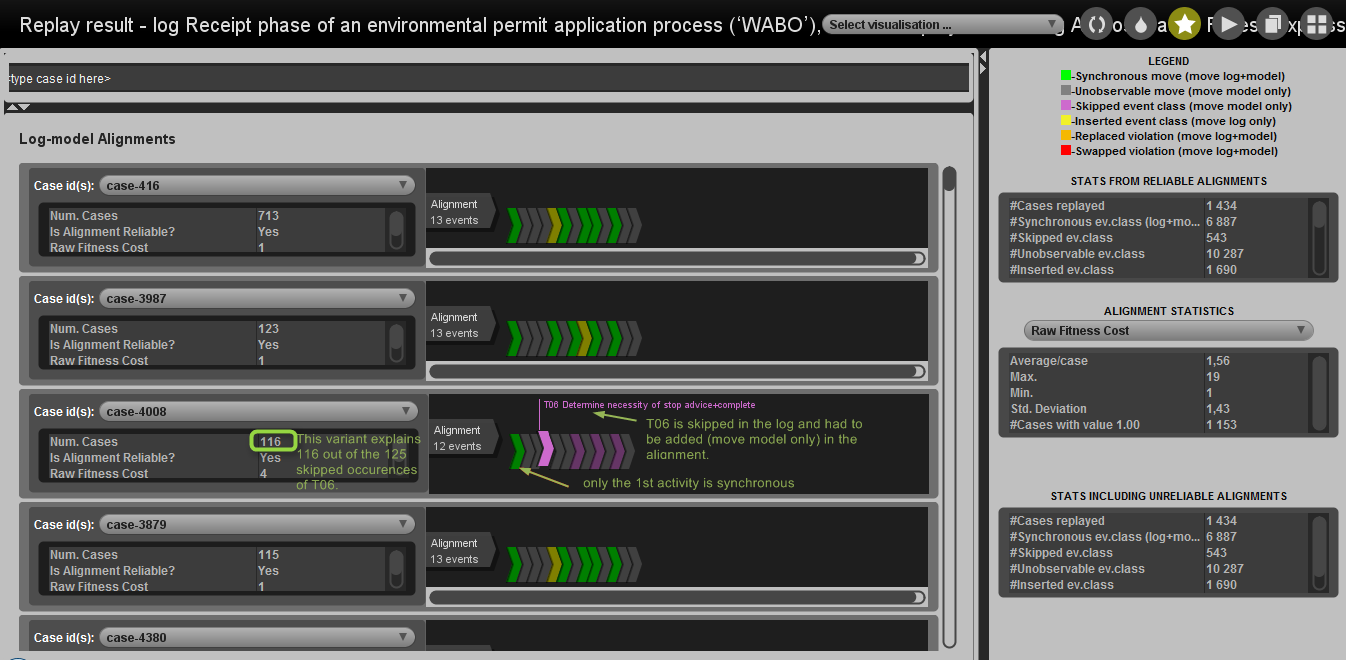 Replay result - log Receipt phase of an environmental permit application process (‘WABO’),
Select visualisation ...
<type case id here>
Log-model Alignments
Case id(s): case-416
Num. Cases 713
Is Alignment Reliable? Yes
Raw Fitness Cost 1
Alignment
13 events
Case id(s): case-3987
Num. Cases 123
Is Alignment Reliable? Yes
Raw Fitness Cost 1
Alignment
13 events
Case id(s): case-4008
Num. Cases 116
Is Alignment Reliable? Yes
Raw Fitness Cost 4
This variant explains
116 out of the 125
skipped occurences
of T06.
Alignment
12 events
T06 Determine necessity of stop advice+complete
T06 is skipped in the log and had to
be added (move model only) in the
alignment.
only the 1st activity is synchronous
Case id(s): case-3879
Num. Cases 115
Is Alignment Reliable? Yes
Raw Fitness Cost 1
Alignment
13 events
Case id(s): case-4380
LEGEND
-Synchronous move (move log+model)
-Unobservable move (move model only)
-Skipped event class (move model only)
-Inserted event class (move log only)
-Replaced violation (move log+model)
-Swapped violation (move log+model)
STATS FROM RELIABLE ALIGNMENTS
#Cases replayed 1 434
#Synchronous ev.class (log+mo... 6 887
#Skipped ev.class 543
#Unobservable ev.class 10 287
#Inserted ev.class 1 690
ALIGNMENT STATISTICS
Raw Fitness Cost
Average/case 1,56
Max. 19
Min. 1
Std. Deviation 1,43
#Cases with value 1.00 1 153
STATS INCLUDING UNRELIABLE ALIGNMENTS
#Cases replayed 1 434
#Synchronous ev.class (log+mo... 6 887
#Skipped ev.class 543
#Unobservable ev.class 10 287
#Inserted ev.class 1 690